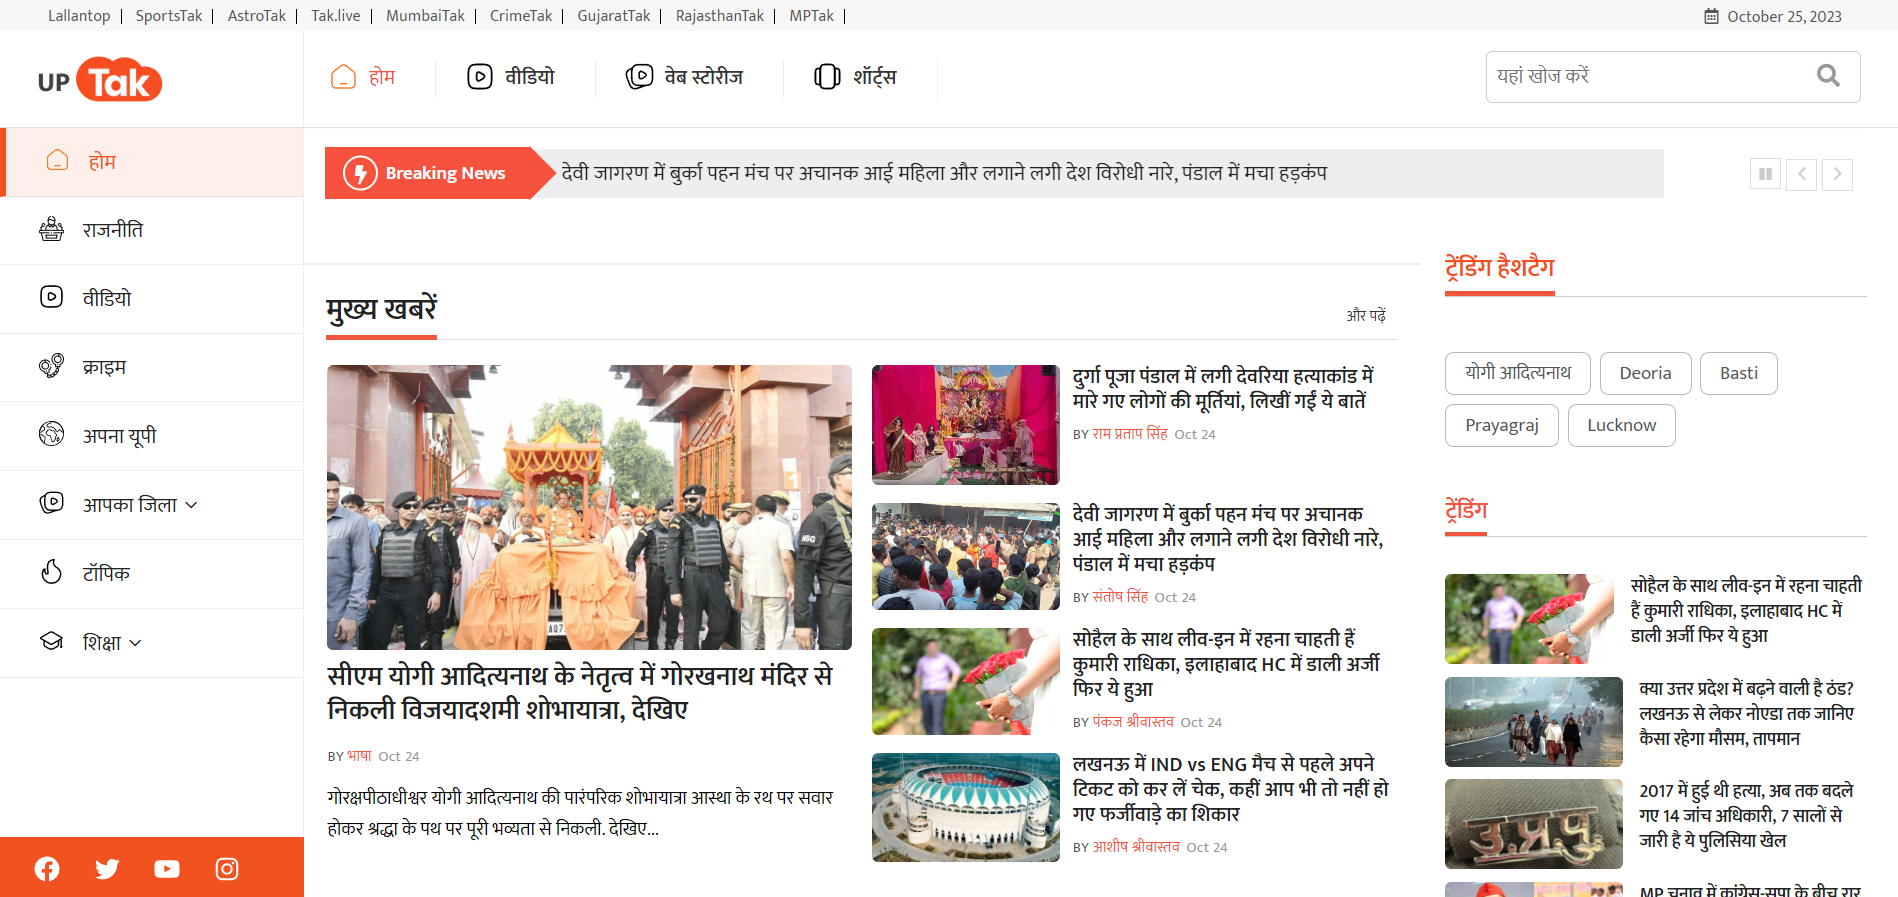 Lallantop | SportsTak | AstroTak | Tak.live | MumbaiTak | CrimeTak | GujaratTak | RajasthanTak | MPTak |
October 25, 2023
UP Tak
होम
वीडियो
वेब स्टोरीज
शॉर्ट्स
यहां खोज करें
होम
राजनीति
वीडियो
क्राइम
अपना यूपी
आपका जिला
टॉपिक
शिक्षा
Breaking News
देवी जागरण में बुर्का पहन मंच पर अचानक आई महिला और लगाने लगी देश विरोधी नारे, पंडाल में मचा हड़कंप
मुख्य खबरें
और पढ़ें
NSG
सीएम योगी आदित्यनाथ के नेतृत्व में गोरखनाथ मंदिर से
निकली विजयादशमी शोभायात्रा, देखिए
BY भाषा Oct 24
गोरक्षपीठाधीश्वर योगी आदित्यनाथ की पारंपरिक शोभायात्रा आस्था के रथ पर सवार
होकर श्रद्धा के पथ पर पूरी भव्यता से निकली. देखिए...
दुर्गा पूजा पंडाल में लगी देवरिया हत्याकांड में
मारे गए लोगों की मूर्तियां, लिखीं गईं ये बातें
BY राम प्रताप सिंह Oct 24
देवी जागरण में बुर्का पहन मंच पर अचानक
आई महिला और लगाने लगी देश विरोधी नारे,
पंडाल में मचा हड़कंप
BY संतोष सिंह Oct 24
सोहैल के साथ लीव-इन में रहना चाहती हैं
कुमारी राधिका, इलाहाबाद HC में डाली अर्जी
फिर ये हुआ
BY पंकज श्रीवास्तव Oct 24
लखनऊ में IND vs ENG मैच से पहले अपने
टिकट को कर लें चेक, कहीं आप भी तो नहीं हो
गए फर्जीवाड़े का शिकार
BY आशीष श्रीवास्तव Oct 24
ट्रेंडिंग हैशटैग
योगी आदित्यनाथ
Deoria
Basti
Prayagraj
Lucknow
ट्रेंडिंग
सोहैल के साथ लीव-इन में रहना चाहती
हैं कुमारी राधिका, इलाहाबाद HC में
डाली अर्जी फिर ये हुआ
क्या उत्तर प्रदेश में बढ़ने वाली है ठंड?
लखनऊ से लेकर नोएडा तक जानिए
कैसा रहेगा मौसम, तापमान
उ.प्र.पु.
2017 में हुई थी हत्या, अब तक बदले
गए 14 जांच अधिकारी, 7 सालों से
जारी है ये पुलिसिया खेल
MP चुनाव में कांग्रेस-सपा के बीच रार